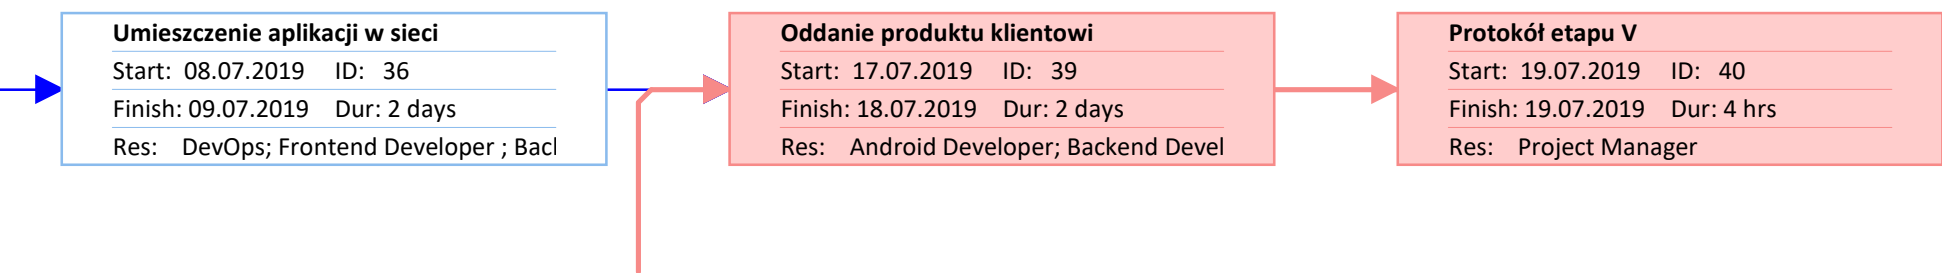 Umieszczenie aplikacji w sieci
Start: 08.07.2019 ID: 36
Finish: 09.07.2019 Dur: 2 days
Res: DevOps; Frontend Developer ;
Oddanie produktu klientowi
Start: 17.07.2019 ID: 39
Finish: 18.07.2019 Dur: 2 days
Res: Android Developer; Backend Devel
Protokół etapu V
Start: 19.07.2019 ID: 40
Finish: 19.07.2019 Dur: 4 hrs
Res: Project Manager